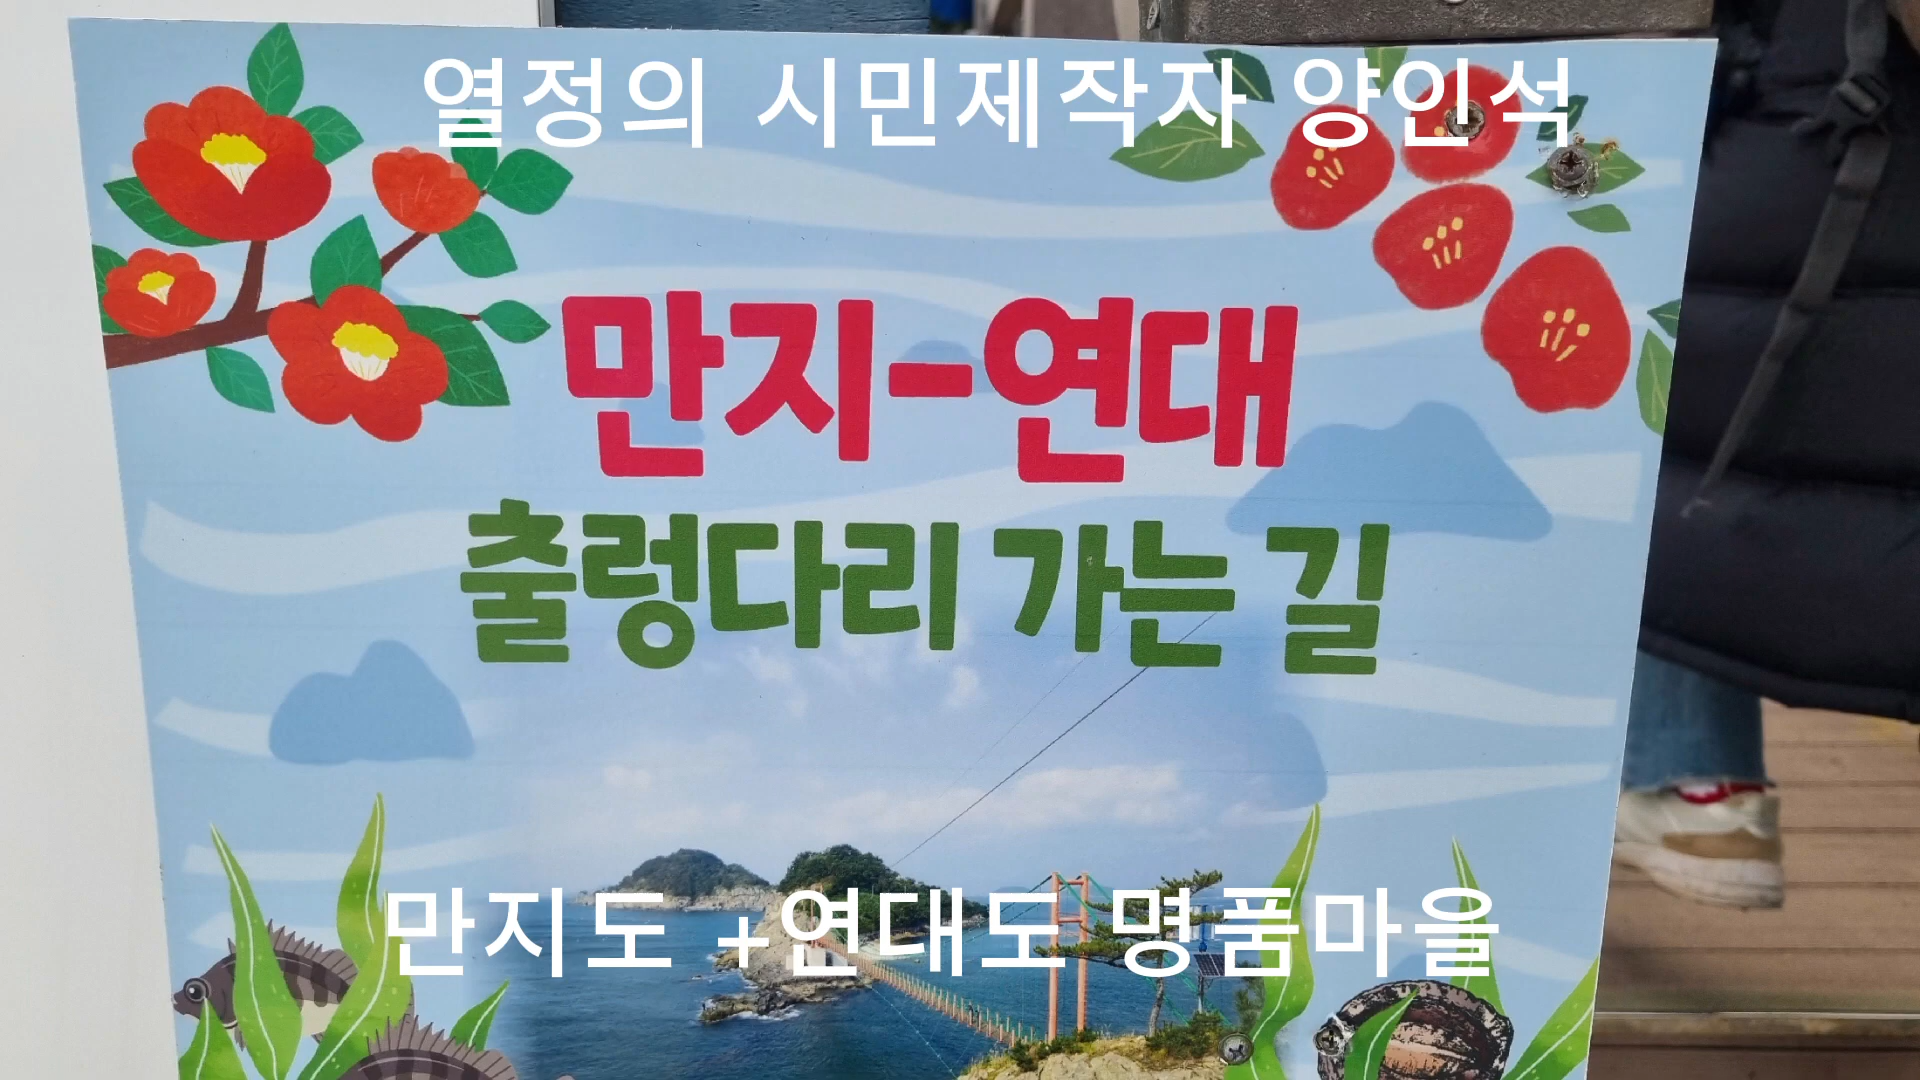 열정의 시민제작자 양인석
만지-연대
출렁다리 가는 길
만지도 +연대도 명품마을